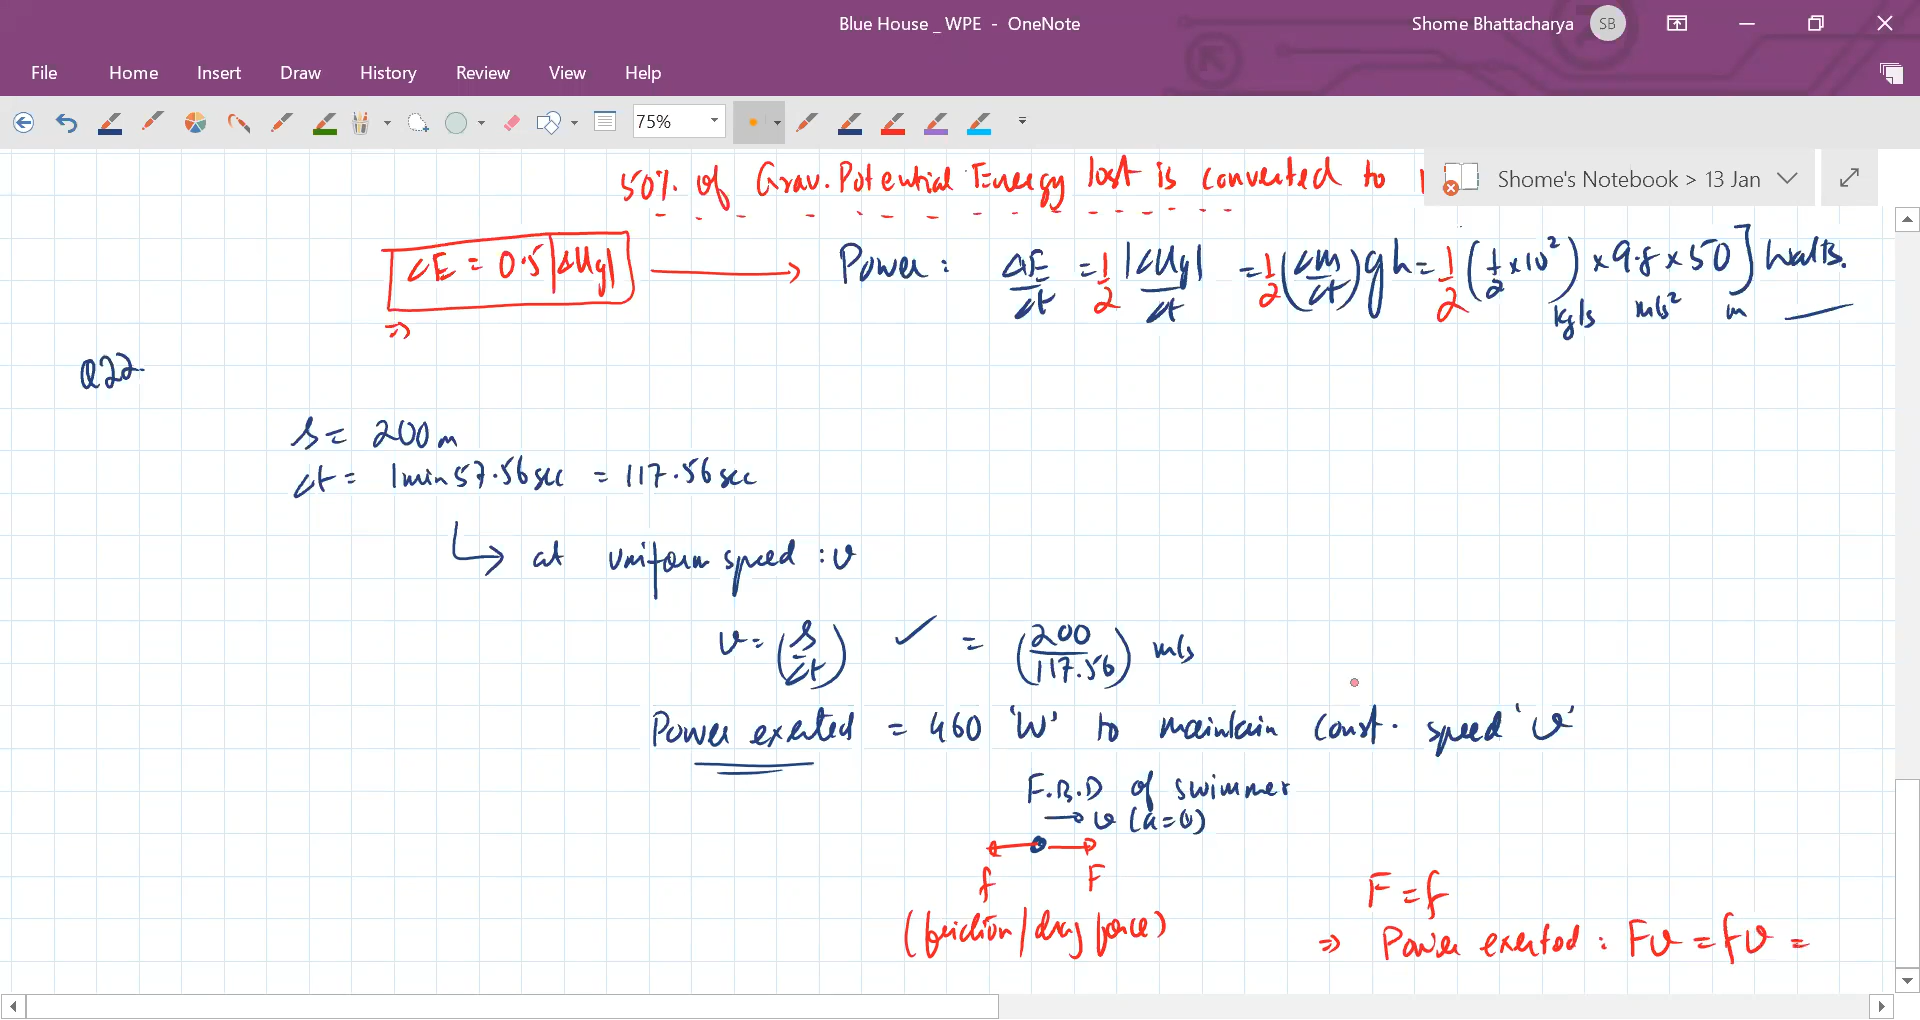 Blue House _ WPE - OneNote
Shome Bhattacharya SB
File Home Insert Draw History Review View Help
75%
Shome's Notebook > 13 Jan
50% of Grav. Potential Energy lost is converted to
ΔE = 0.5|ΔUg| → Power : ΔE/Δt = 1/2 |ΔUg|/Δt = 1/2 (Δm/Δt) g h = 1/2 (1/2 × 10²) × 9.8 × 50] Watts.
kg/s m/s² m
⇒
Q22.
s = 200 m
Δt = 1 min 57.56 sec = 117.56 sec
↳ at uniform speed : v
v = (s/Δt) ✓ = (200/117.56) m/s
Power exerted = 460 'W' to maintain const. speed 'v'
F.B.D of swimmer
→ v (a=0)
f F
(friction/drag force)
F = f
⇒ Power exerted : Fv = fv =